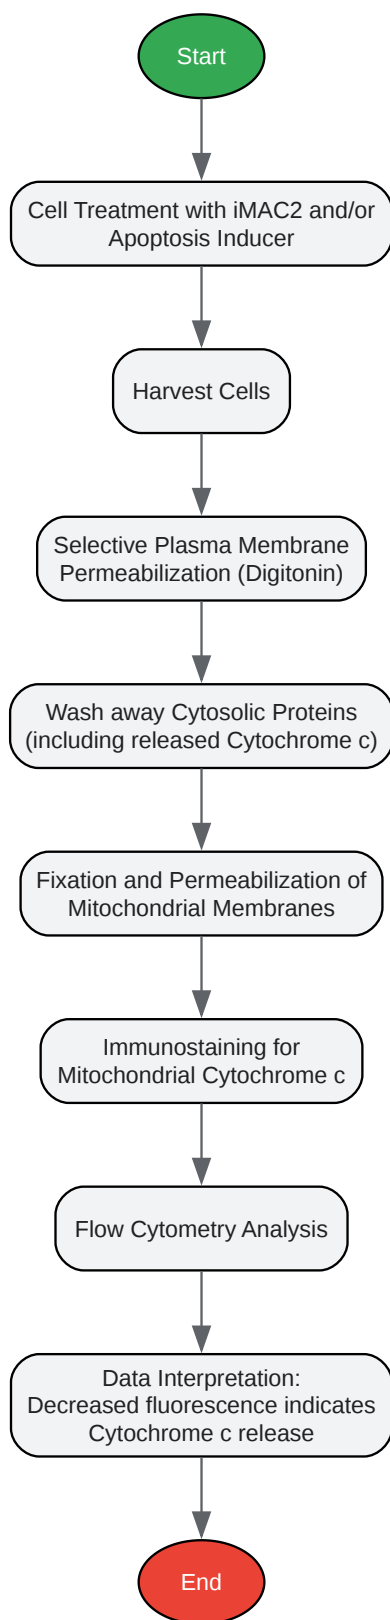 Start
Cell Treatment with iMAC2 and/or
Apoptosis Inducer
Harvest Cells
Selective Plasma Membrane
Permeabilization (Digitonin)
Wash away Cytosolic Proteins
(including released Cytochrome c)
Fixation and Permeabilization of
Mitochondrial Membranes
Immunostaining for
Mitochondrial Cytochrome c
Flow Cytometry Analysis
Data Interpretation:
Decreased fluorescence indicates
Cytochrome c release
End